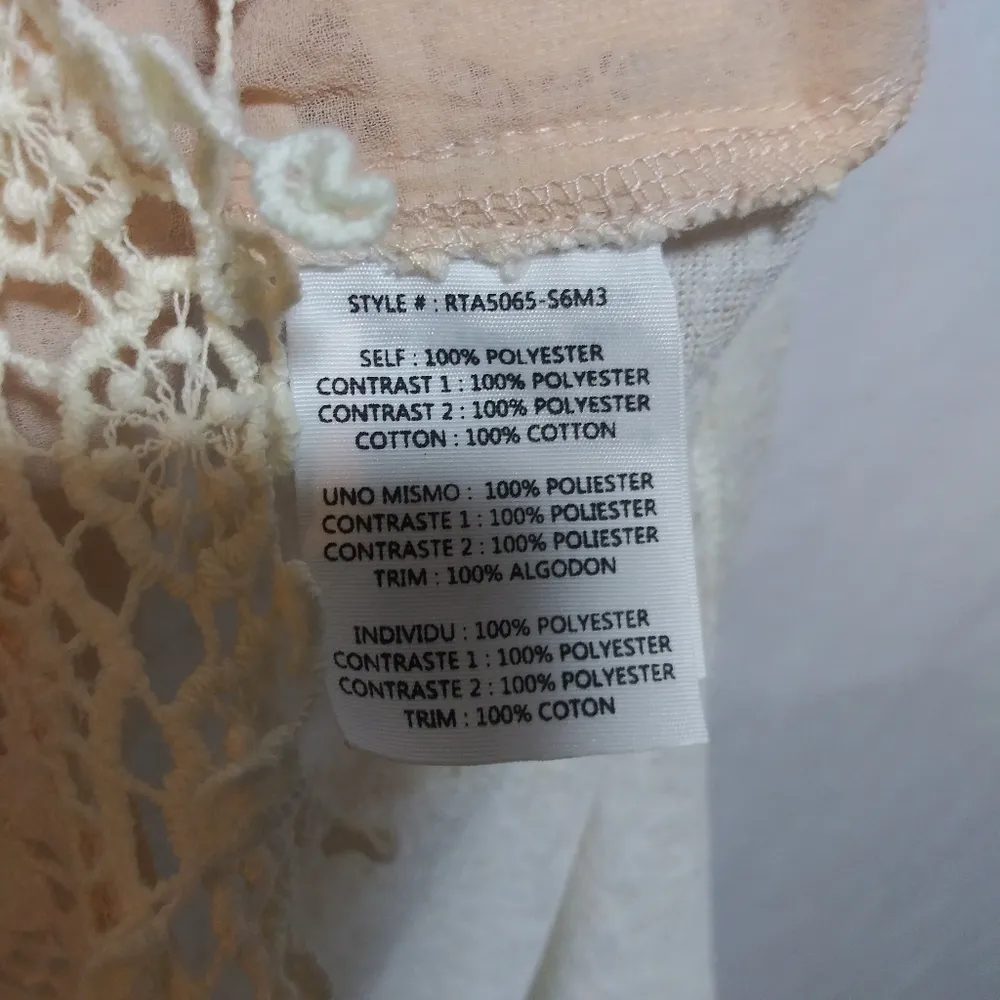 STYLE # : RTA5065-S6M3
SELF : 100% POLYESTER
CONTRAST 1 : 100% POLYESTER
CONTRAST 2 : 100% POLYESTER
COTTON : 100% COTTON
UNO MISMO : 100% POLIESTER
CONTRASTE 1 : 100% POLIESTER
CONTRASTE 2 : 100% POLIESTER
TRIM : 100% ALGODON
INDIVIDU : 100% POLYESTER
CONTRASTE 1 : 100% POLYESTER
CONTRASTE 2 : 100% POLYESTER
TRIM : 100% COTON